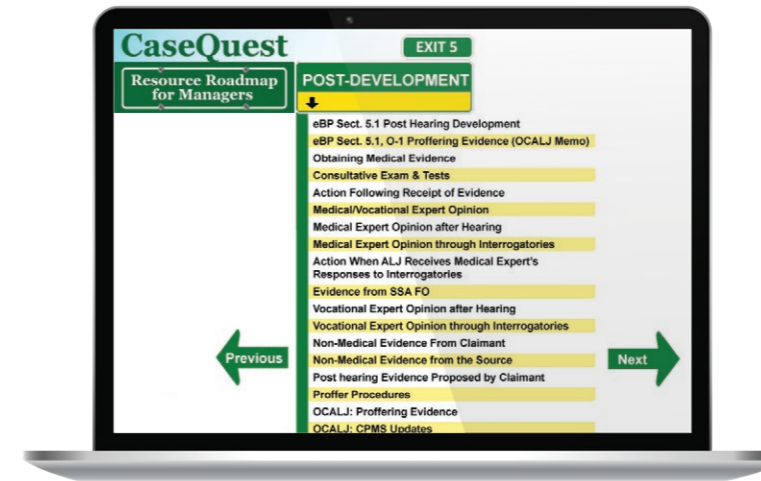 CaseQuest
EXIT 5
Resource Roadmap
for Managers
POST-DEVELOPMENT
eBP Sect. 5.1 Post Hearing Development
eBP Sect. 5.1, O-1 Proffering Evidence (OCALJ Memo)
Obtaining Medical Evidence
Consultative Exam & Tests
Action Following Receipt of Evidence
Medical/Vocational Expert Opinion
Medical Expert Opinion after Hearing
Medical Expert Opinion through Interrogatories
Action When ALJ Receives Medical Expert's
Responses to Interrogatories
Evidence from SSA FO
Vocational Expert Opinion after Hearing
Vocational Expert Opinion through Interrogatories
Non-Medical Evidence From Claimant
Non-Medical Evidence from the Source
Post hearing Evidence Proposed by Claimant
Proffer Procedures
OCALJ: Proffering Evidence
OCALJ: CPMS Updates
Previous
Next